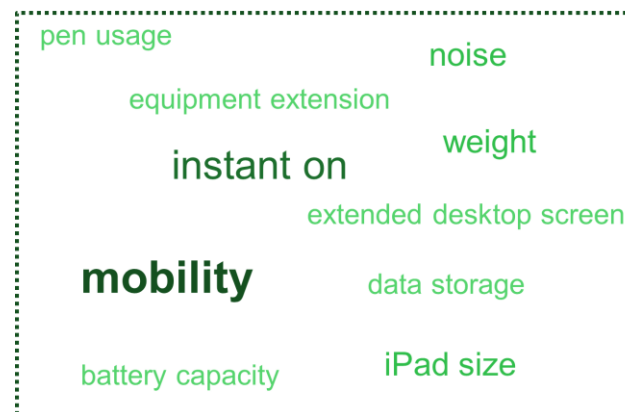 pen usage
noise
equipment extension
weight
instant on
extended desktop screen
mobility
data storage
iPad size
battery capacity